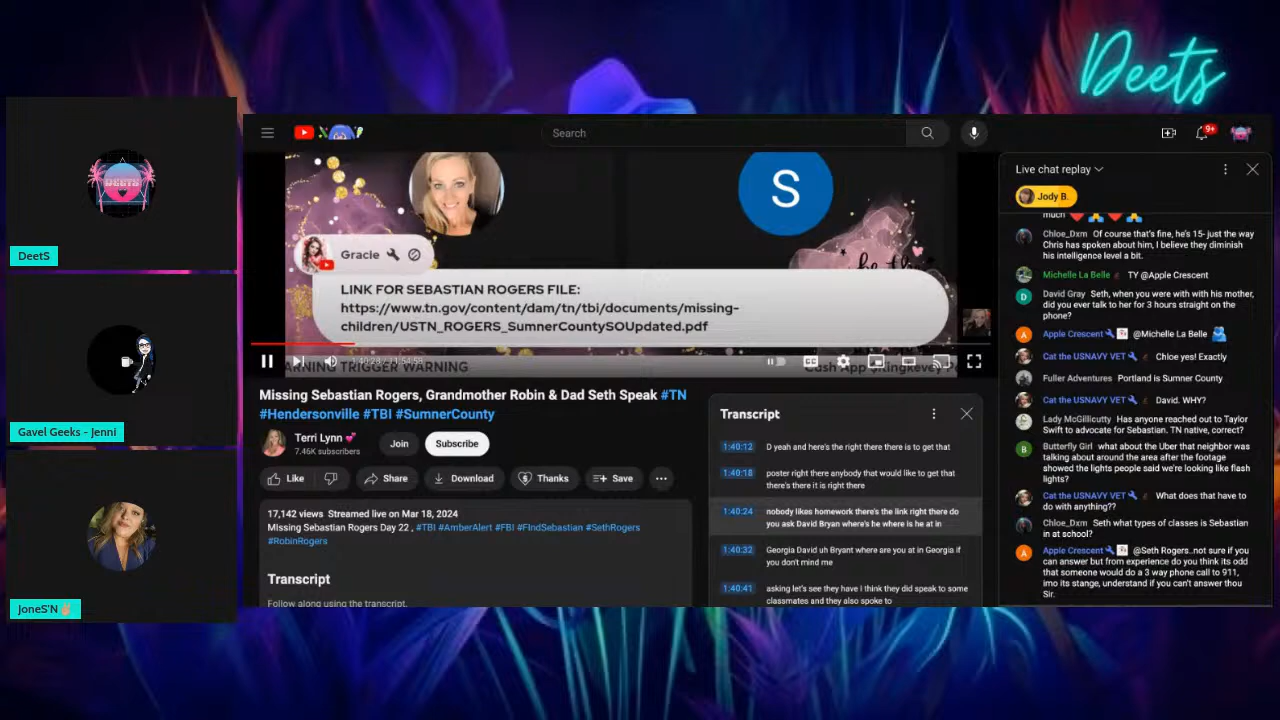 Deets
DEETS
DeetS
Gavel Geeks - Jenni
JoneS'N✌🏼
Search
9+
S
Gracie
LINK FOR SEBASTIAN ROGERS FILE:
https://www.tn.gov/content/dam/tn/tbi/documents/missing-
children/USTN_ROGERS_SumnerCountySOUpdated.pdf
ARNING TRIGGER WARNING
Missing Sebastian Rogers, Grandmother Robin & Dad Seth Speak #TN
#Hendersonville #TBI #SumnerCounty
Terri Lynn 💕
7.46K subscribers
Join
Subscribe
Like
Share
Download
Thanks
Save
17,142 views Streamed live on Mar 18, 2024
Missing Sebastian Rogers Day 22 , #TBI #AmberAlert #FBI #FIndSebastian #SethRogers
#RobinRogers
Transcript
Follow along using the transcript.
Transcript
1:40:12 D yeah and here's the right there there is to get that
1:40:18 poster right there anybody that would like to get that
there's there it is right there
1:40:24 nobody likes homework there's the link right there do
you ask David Bryan where's he where is he at in
1:40:32 Georgia David uh Bryant where are you at in Georgia if
you don't mind me
1:40:41 asking let's see they have I think they did speak to some
classmates and they also spoke to
Live chat replay
Jody B.
much ❤️🙏❤️🙏
Chloe_Dxm Of course that's fine, he's 15- just the way
Chris has spoken about him, I believe they diminish
his intelligence level a bit.
Michelle La Belle TY @Apple Crescent
David Gray Seth, when you were with with his mother,
did you ever talk to her for 3 hours straight on the
phone?
Apple Crescent @Michelle La Belle 🫂
Cat the USNAVY VET Chloe yes! Exactly
Fuller Adventures Portland is Sumner County
Cat the USNAVY VET David. WHY?
Lady McGillicutty Has anyone reached out to Taylor
Swift to advocate for Sebastian. TN native, correct?
Butterfly Girl what about the Uber that neighbor was
talking about around the area after the footage
showed the lights people said we're looking like flash
lights?
Cat the USNAVY VET What does that have to
do with anything??
Chloe_Dxm Seth what types of classes is Sebastian
in at school?
Apple Crescent @Seth Rogers..not sure if you
can answer but from experience do you think its odd
that someone would do a 3 way phone call to 911,
imo its stange, understand if you can't answer thou
Sir.